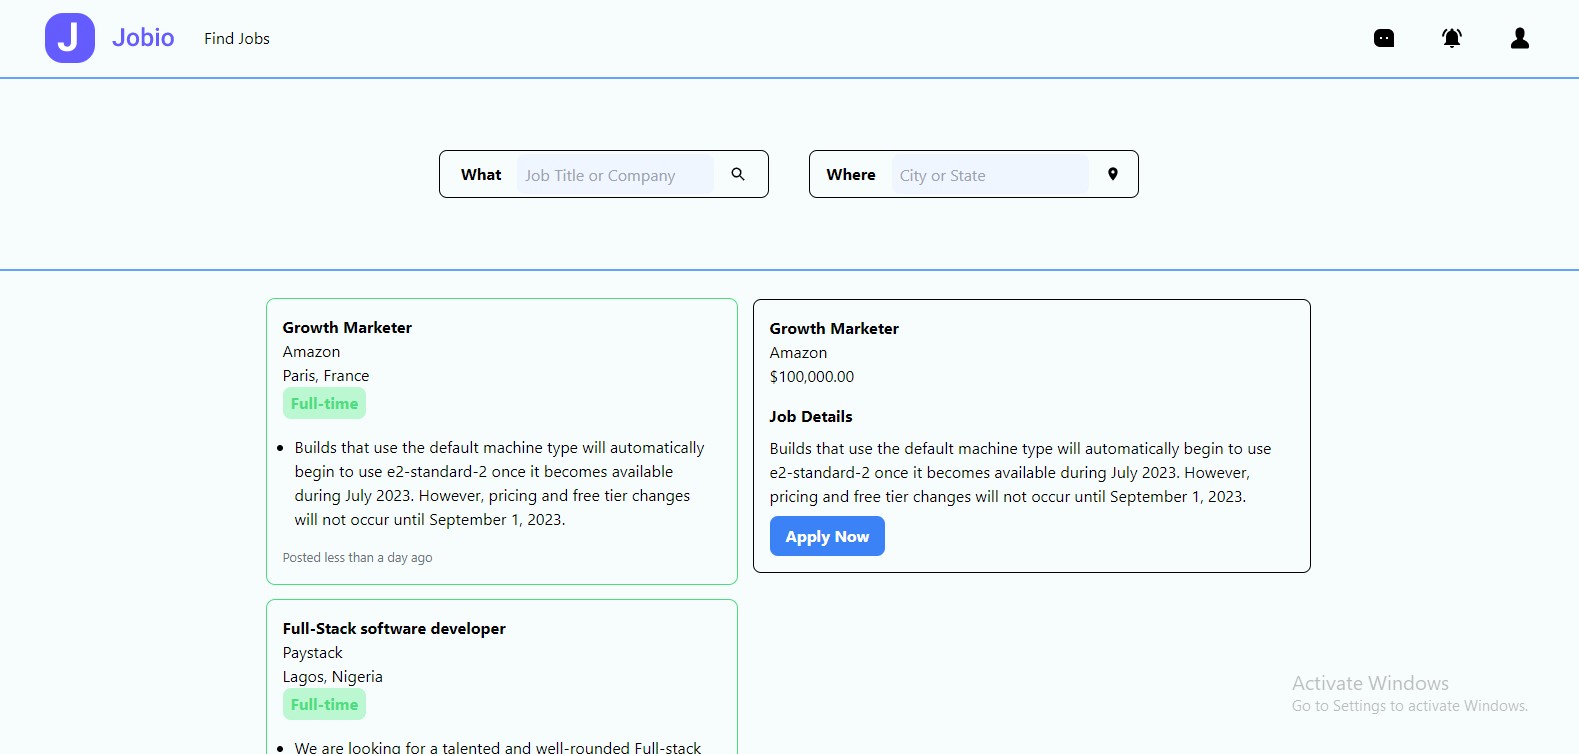 J Jobio Find Jobs
What Job Title or Company
Where City or State
Growth Marketer
Amazon
Paris, France
Full-time
• Builds that use the default machine type will automatically
begin to use e2-standard-2 once it becomes available
during July 2023. However, pricing and free tier changes
will not occur until September 1, 2023.
Posted less than a day ago
Full-Stack software developer
Paystack
Lagos, Nigeria
Full-time
• We are looking for a talented and well-rounded Full-stack
Growth Marketer
Amazon
$100,000.00
Job Details
Builds that use the default machine type will automatically begin to use
e2-standard-2 once it becomes available during July 2023. However,
pricing and free tier changes will not occur until September 1, 2023.
Apply Now
Activate Windows
Go to Settings to activate Windows.